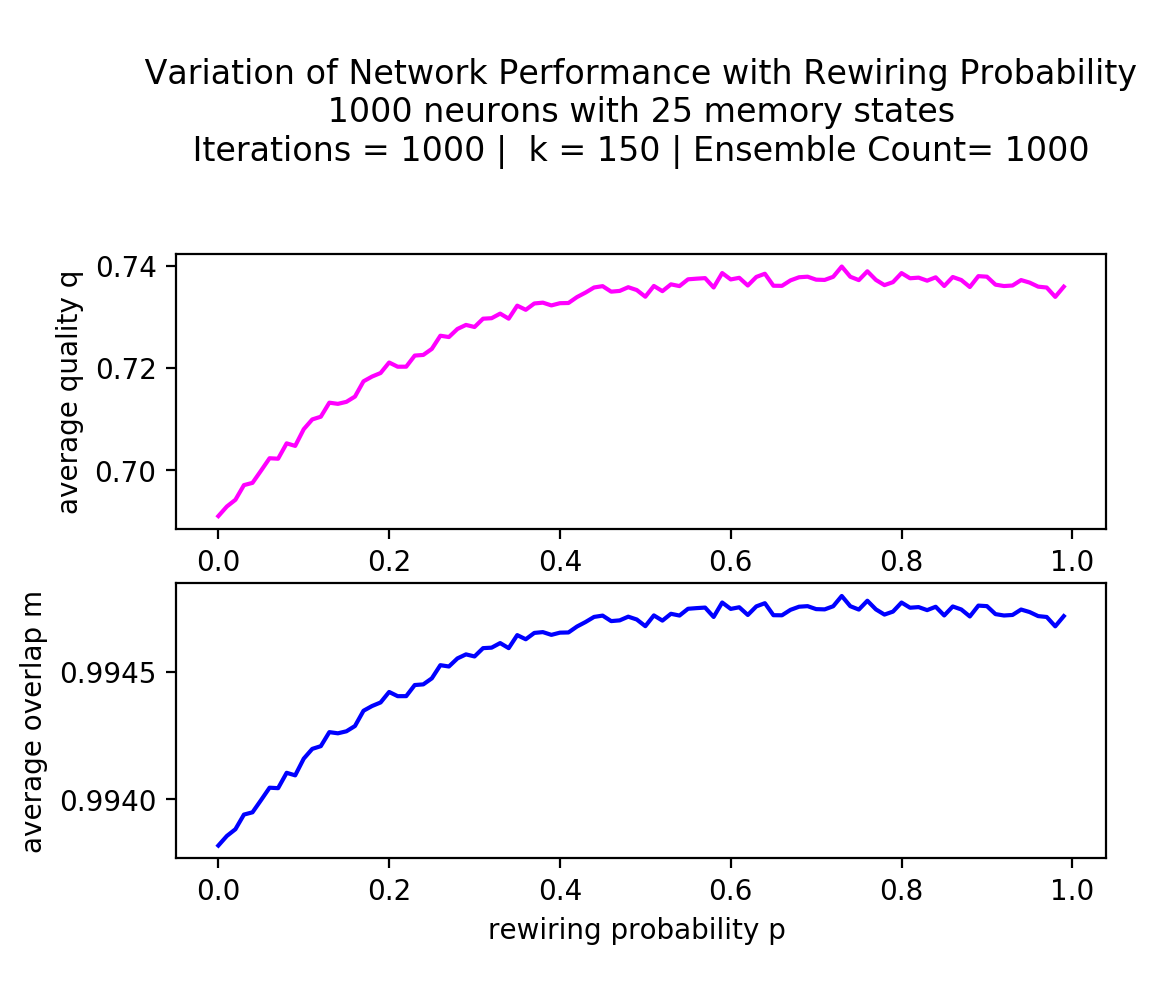 Variation of Network Performance with Rewiring Probability
1000 neurons with 25 memory states
Iterations = 1000 |  k = 150 | Ensemble Count= 1000
average quality q
0.74
0.72
0.70
0.0 0.2 0.4 0.6 0.8 1.0
average overlap m
0.9945
0.9940
0.0 0.2 0.4 0.6 0.8 1.0
rewiring probability p